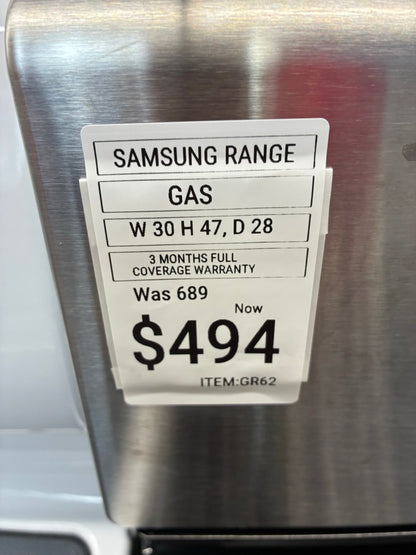 SAMSUNG RANGE
GAS
W 30 H 47, D 28
3 MONTHS FULL
COVERAGE WARRANTY
Was 689
Now
$494
ITEM:GR62